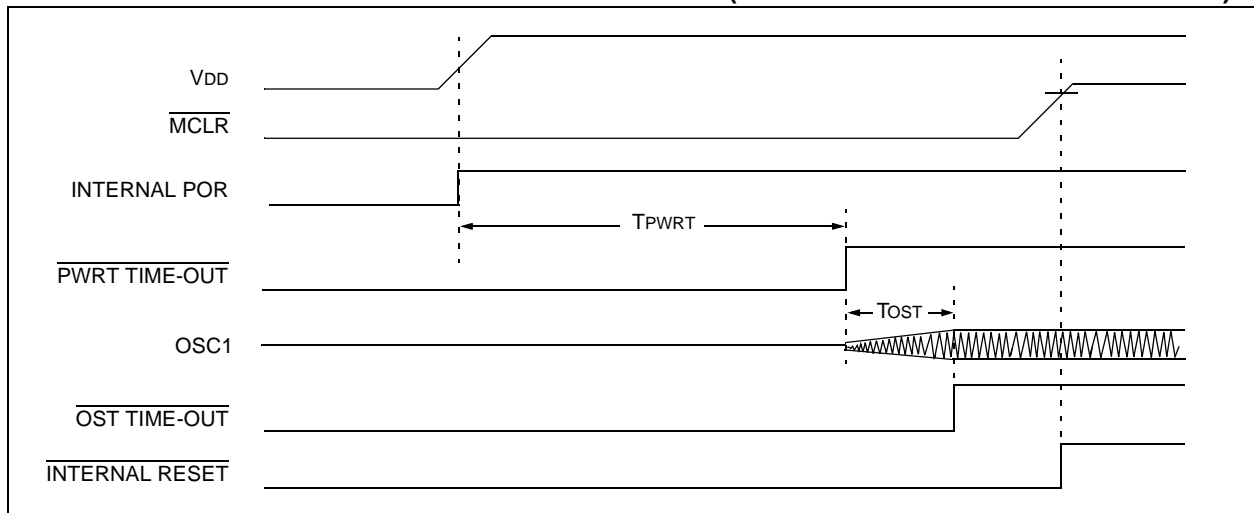 VDD
MCLR
INTERNAL POR
TPWRT
PWRT TIME-OUT
TOST
OSC1
OST TIME-OUT
INTERNAL RESET